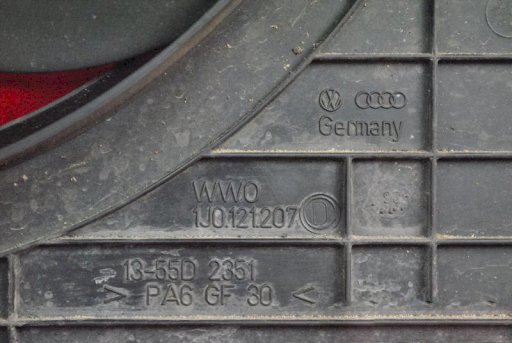 Germany
WWO
1J0.121.207 D
13-55D 2351
> PA6 GF 30 <